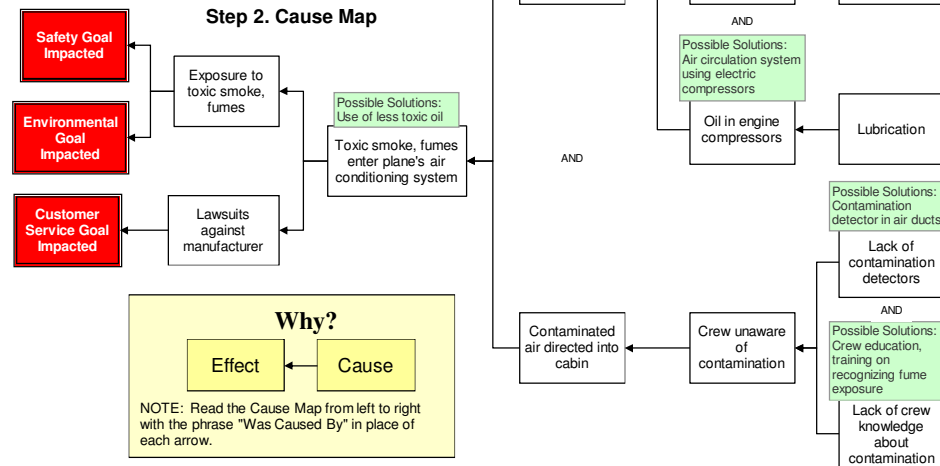 Step 2. Cause Map
Safety Goal
Impacted
Environmental
Goal
Impacted
Customer
Service Goal
Impacted
Exposure to
toxic smoke,
fumes
Lawsuits
against
manufacturer
Possible Solutions:
Use of less toxic oil
Toxic smoke, fumes
enter plane's air
conditioning system
AND
AND
Possible Solutions:
Air circulation system
using electric
compressors
Oil in engine
compressors
Lubrication
Possible Solutions:
Contamination
detector in air ducts
Lack of
contamination
detectors
AND
Possible Solutions:
Crew education,
training on
recognizing fume
exposure
Lack of crew
knowledge
about
contamination
Contaminated
air directed into
cabin
Crew unaware
of
contamination
Why?
Effect
Cause
NOTE: Read the Cause Map from left to right
with the phrase "Was Caused By" in place of
each arrow.